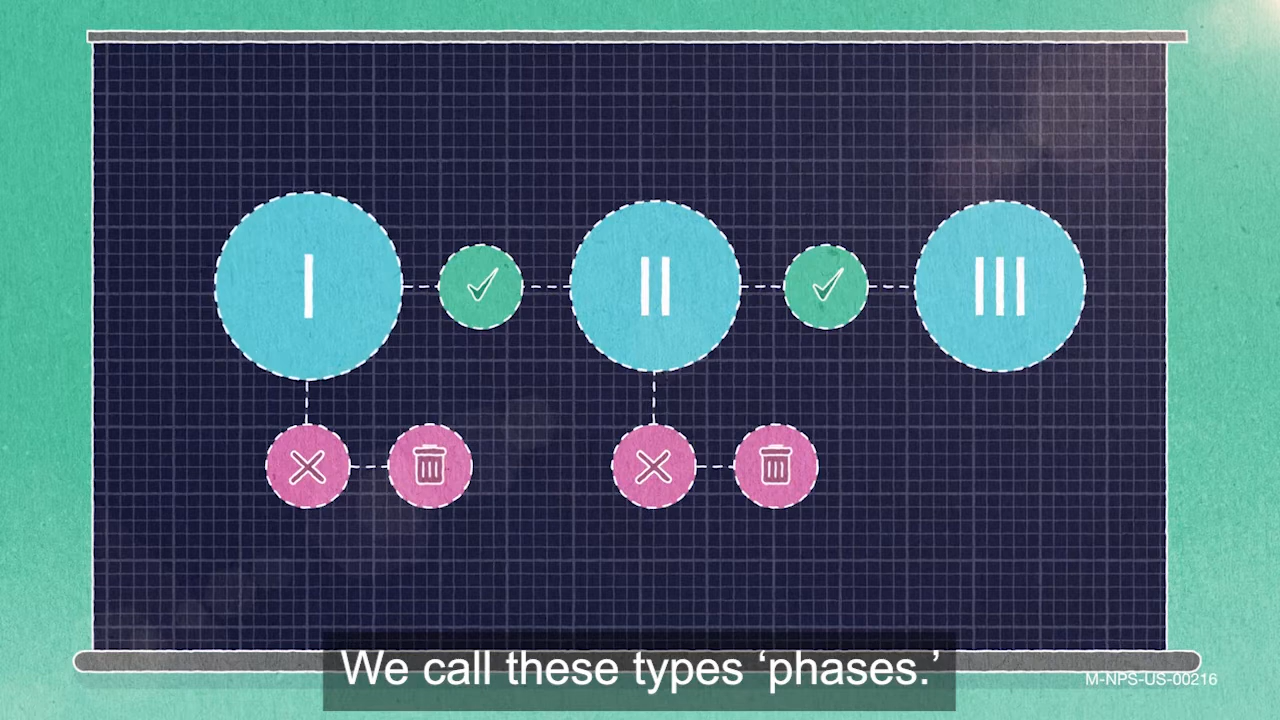 I
II
III
We call these types ‘phases.’
M-NPS-US-00216